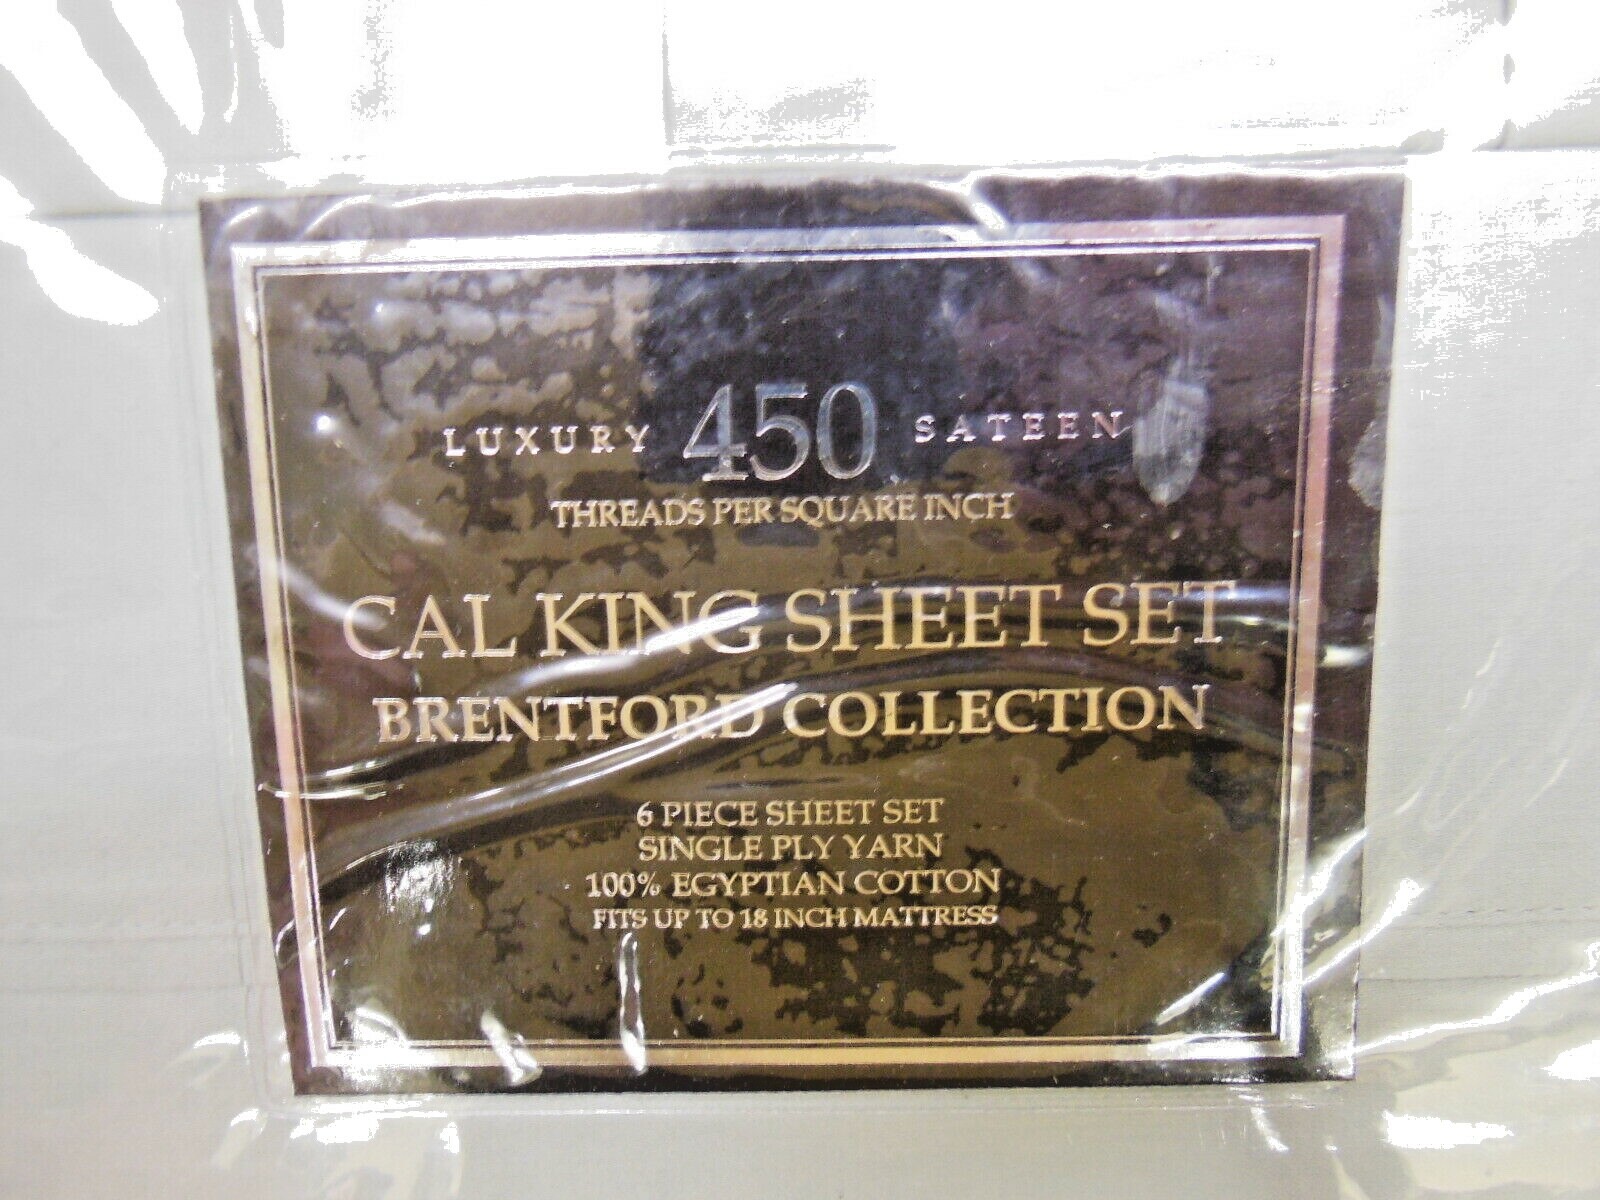 LUXURY 450 SATEEN
THREADS PER SQUARE INCH
CAL KING SHEET SET
BRENTFORD COLLECTION
6 PIECE SHEET SET
SINGLE PLY YARN
100% EGYPTIAN COTTON
FITS UP TO 18 INCH MATTRESS